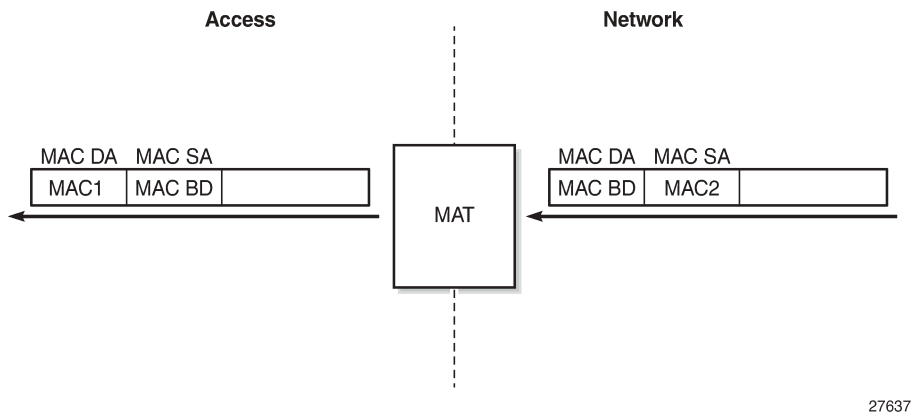 Access
Network
MAC DA MAC SA
MAC1 MAC BD
MAT
MAC DA MAC SA
MAC BD MAC2
27637